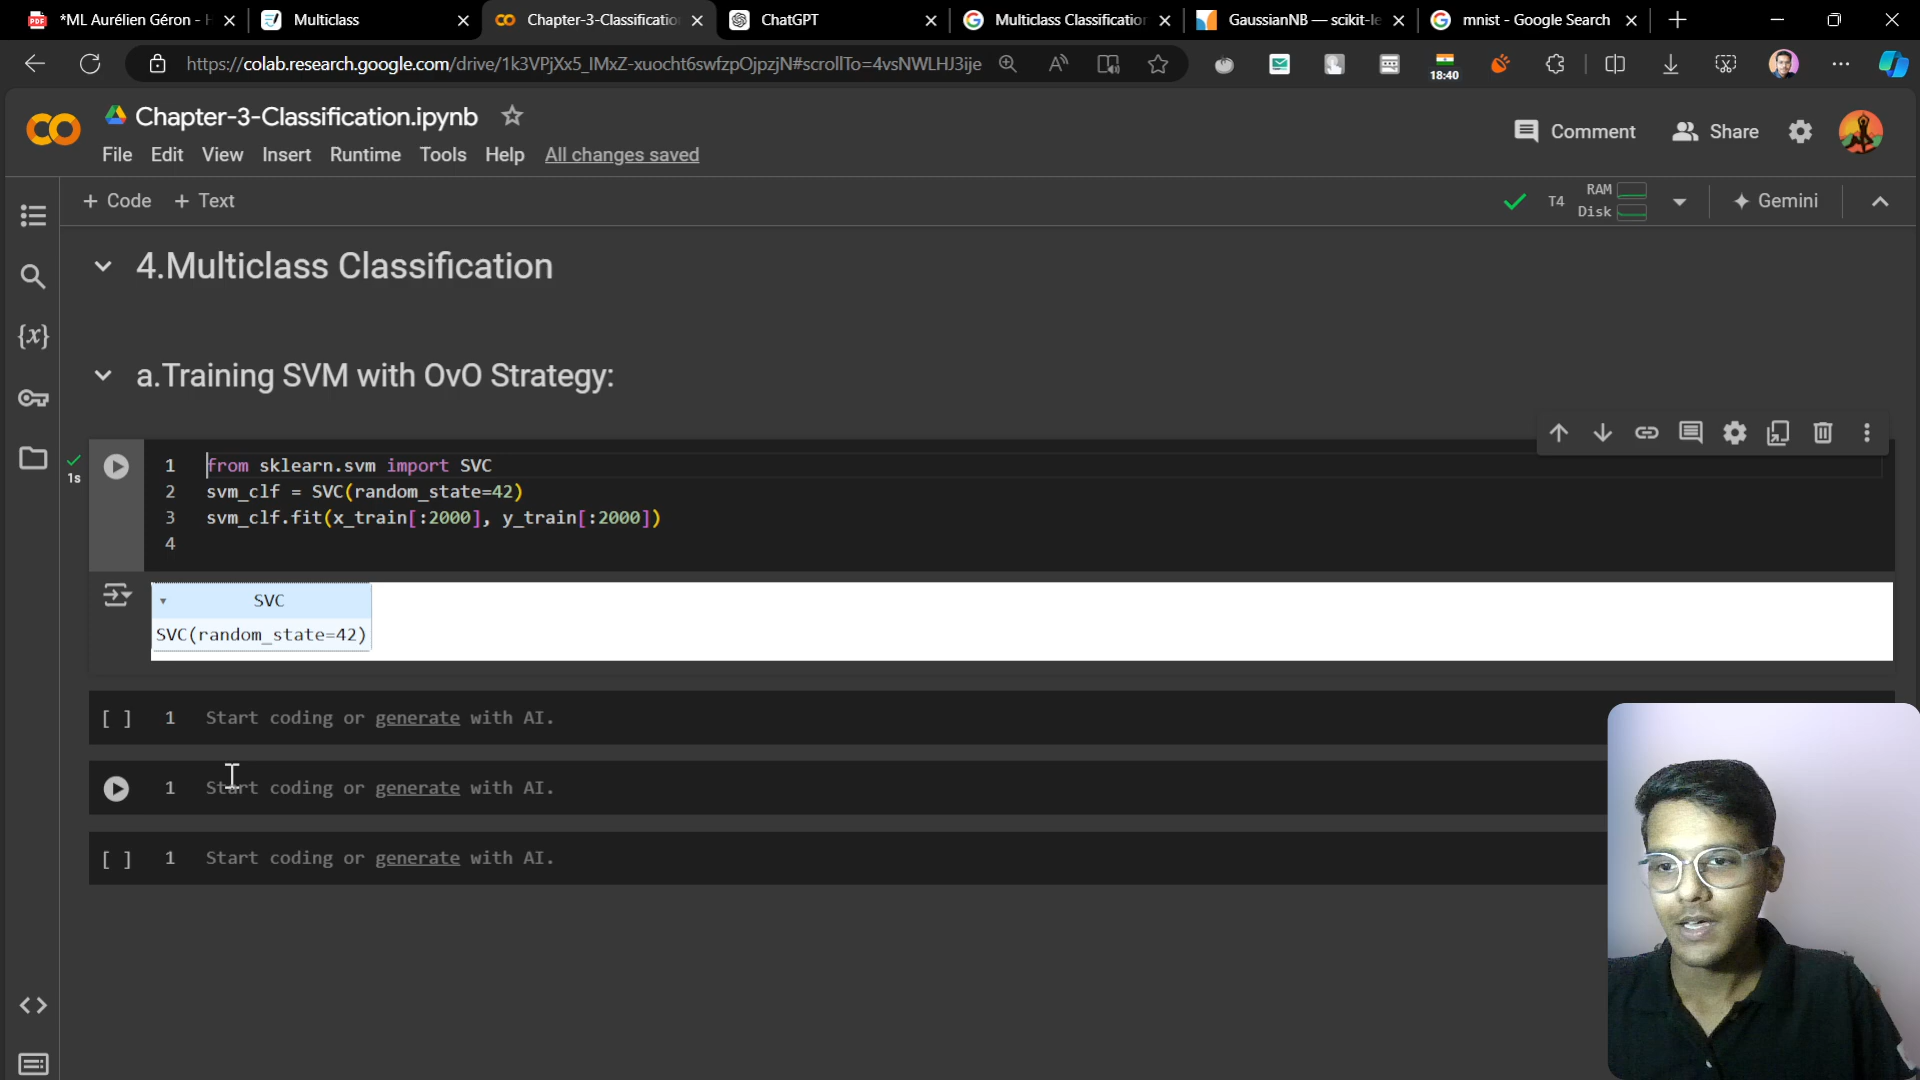 *ML Aurélien Géron - H
Multiclass
Chapter-3-Classification
ChatGPT
Multiclass Classification
GaussianNB — scikit-le
mnist - Google Search
https://colab.research.google.com/drive/1k3VPjXx5_IMxZ-xuocht6swfzpOjpzjN#scrollTo=4vsNWLHJ3ije
18:40
Chapter-3-Classification.ipynb
Comment
Share
File Edit View Insert Runtime Tools Help All changes saved
+ Code + Text
T4
RAM
Disk
Gemini
4.Multiclass Classification
a.Training SVM with OvO Strategy:
1s
1 from sklearn.svm import SVC
2 svm_clf = SVC(random_state=42)
3 svm_clf.fit(x_train[:2000], y_train[:2000])
4
SVC
SVC(random_state=42)
[ ] 1 Start coding or generate with AI.
1 Start coding or generate with AI.
[ ] 1 Start coding or generate with AI.